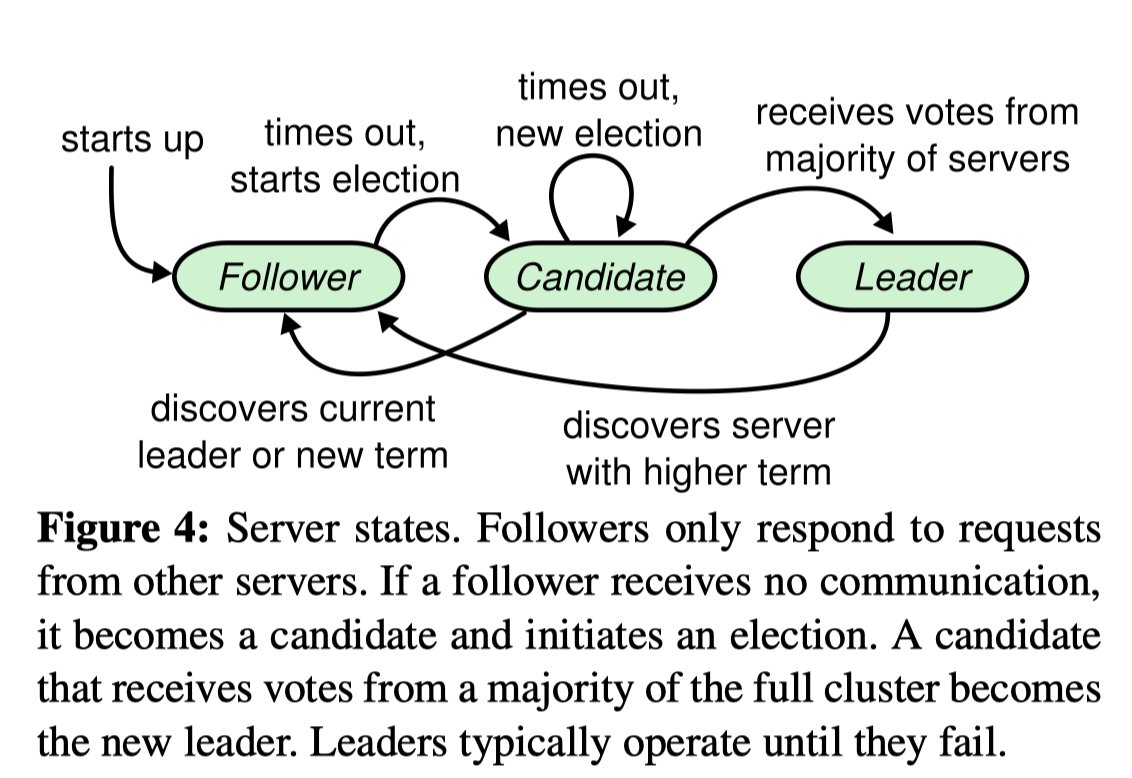 starts up
times out,
starts election
times out,
new election
receives votes from
majority of servers
Follower
Candidate
Leader
discovers current
leader or new term
discovers server
with higher term
Figure 4: Server states. Followers only respond to requests
from other servers. If a follower receives no communication,
it becomes a candidate and initiates an election. A candidate
that receives votes from a majority of the full cluster becomes
the new leader. Leaders typically operate until they fail.